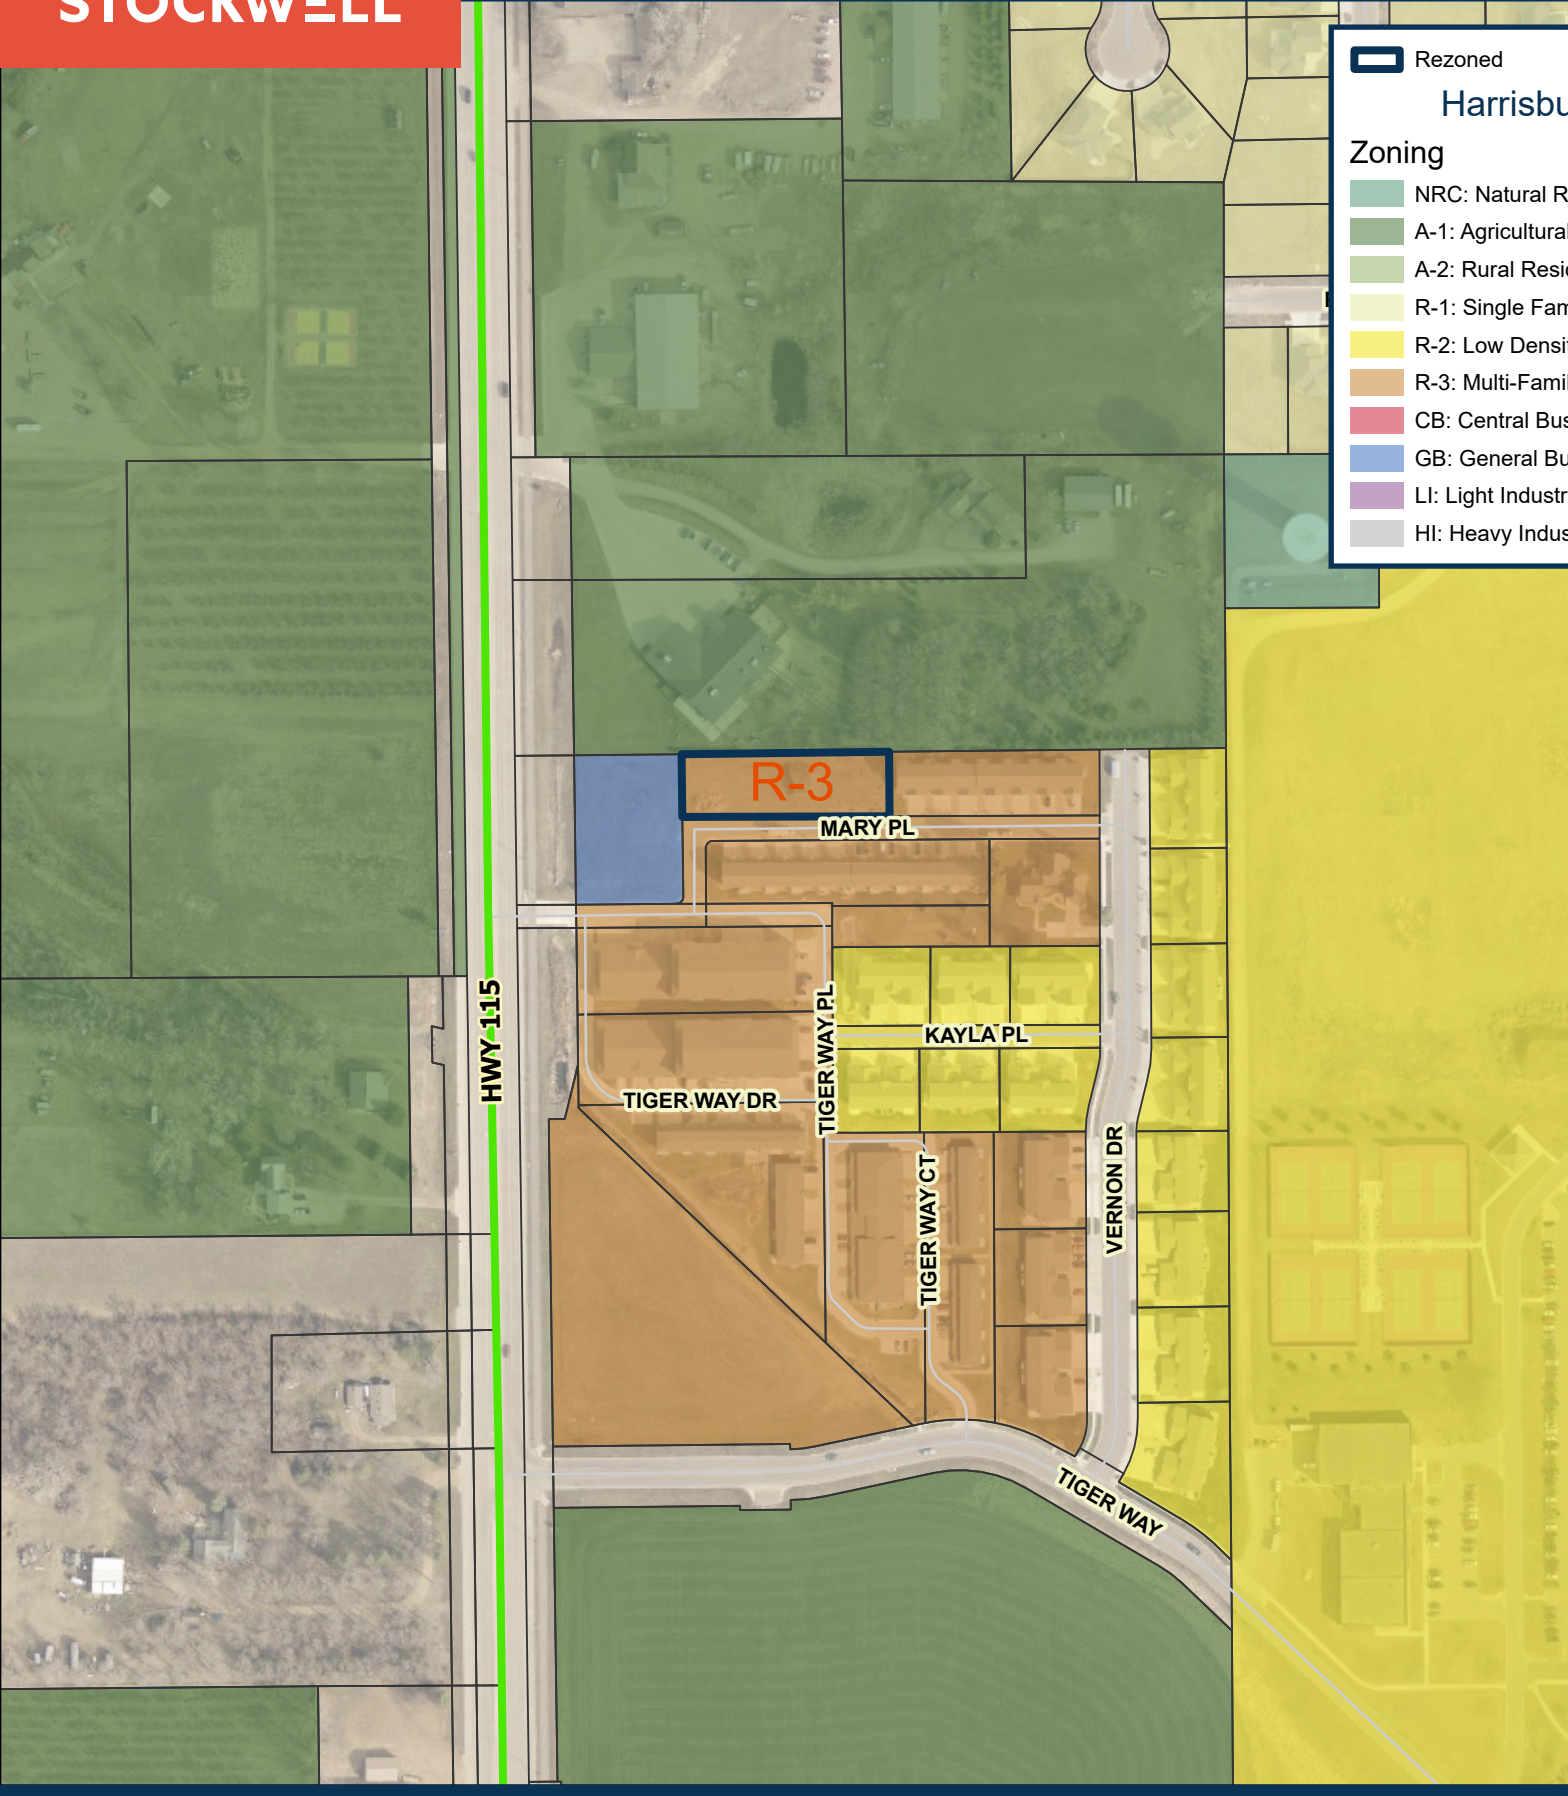 STOCKWELL
Rezoned
Harrisbu
Zoning
NRC: Natural R
A-1: Agricultural
A-2: Rural Resi
R-1: Single Fam
R-2: Low Densi
R-3: Multi-Famil
CB: Central Bus
GB: General Bu
LI: Light Industr
HI: Heavy Indus
R-3
MARY PL
HWY 115
TIGER WAY PL
KAYLA PL
TIGER WAY DR
TIGER WAY CT
VERNON DR
TIGER WAY